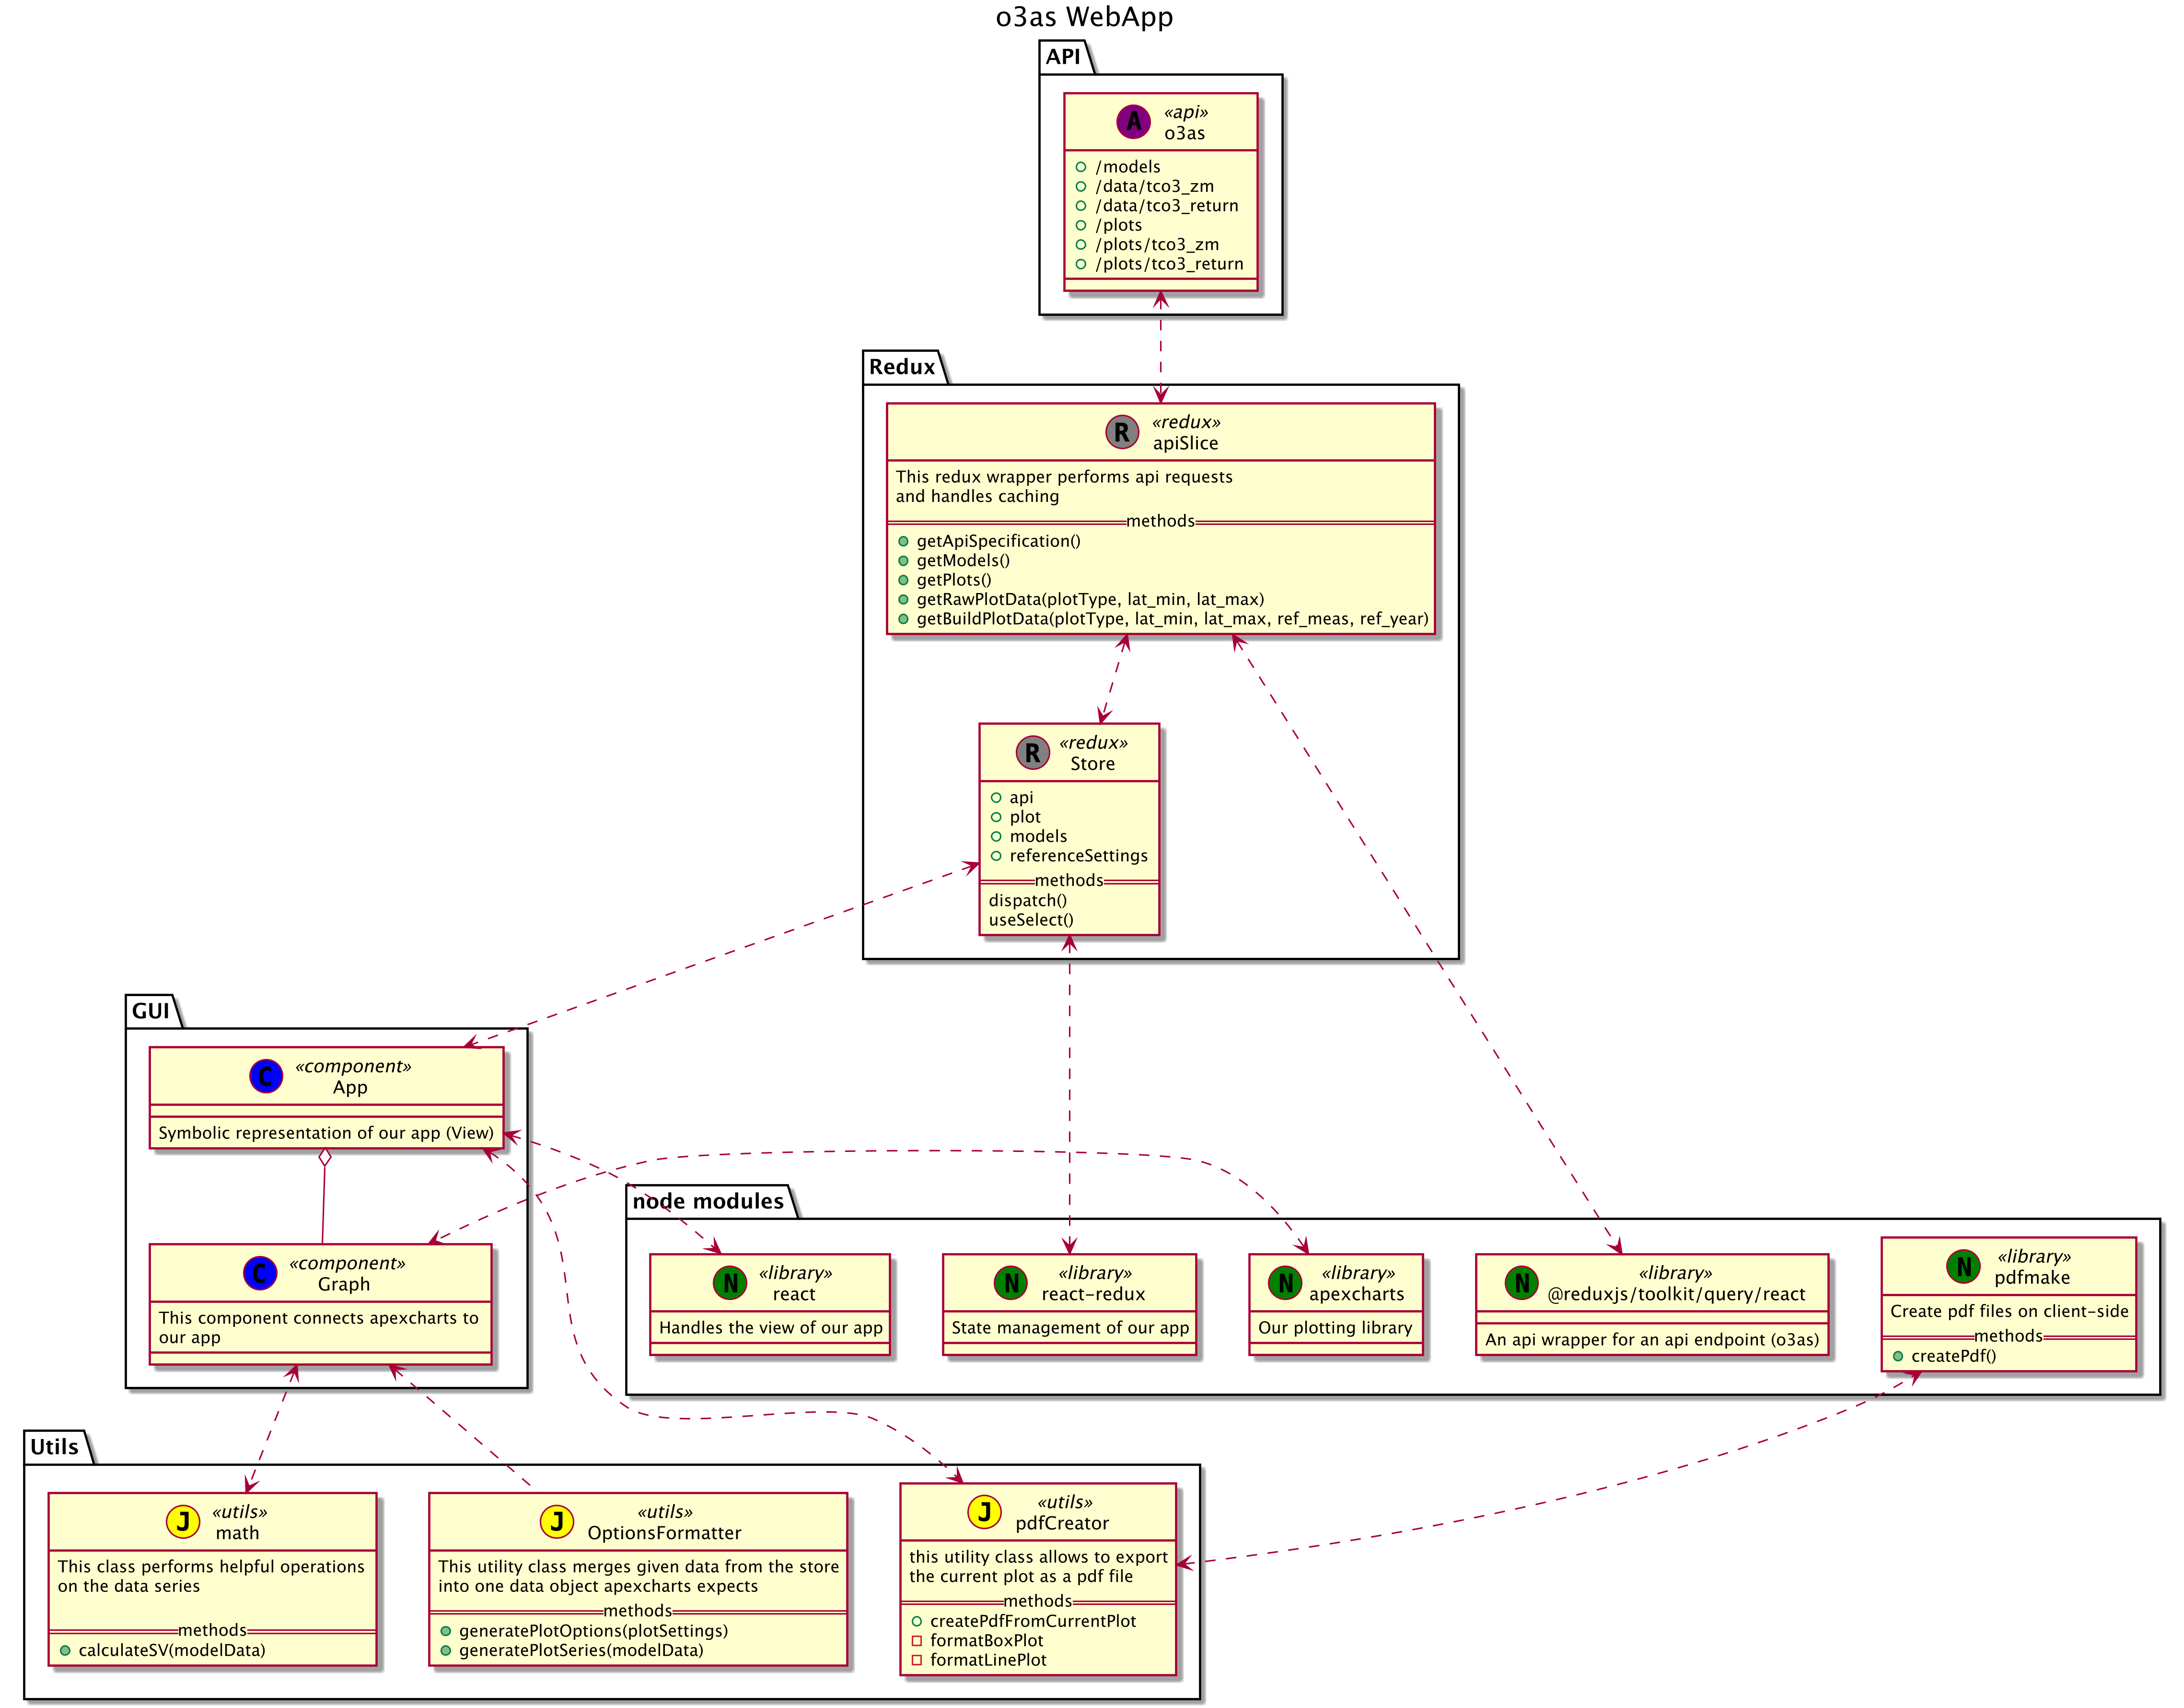 o3as WebApp
API
A
«api»
o3as
/models
/data/tco3_zm
/data/tco3_return
/plots
/plots/tco3_zm
/plots/tco3_return
Redux
R
«redux»
apiSlice
This redux wrapper performs api requests
and handles caching
methods
getApiSpecification()
getModels()
getPlots()
getRawPlotData(plotType, lat_min, lat_max)
getBuildPlotData(plotType, lat_min, lat_max, ref_meas, ref_year)
R
«redux»
Store
api
plot
models
referenceSettings
methods
dispatch()
useSelect()
GUI
C
«component»
App
Symbolic representation of our app (View)
C
«component»
Graph
This component connects apexcharts to
our app
node modules
N
«library»
react
Handles the view of our app
N
«library»
react-redux
State management of our app
N
«library»
apexcharts
Our plotting library
N
«library»
@reduxjs/toolkit/query/react
An api wrapper for an api endpoint (o3as)
N
«library»
pdfmake
Create pdf files on client-side
methods
createPdf()
Utils
J
«utils»
math
This class performs helpful operations
on the data series
methods
calculateSV(modelData)
J
«utils»
OptionsFormatter
This utility class merges given data from the store
into one data object apexcharts expects
methods
generatePlotOptions(plotSettings)
generatePlotSeries(modelData)
J
«utils»
pdfCreator
this utility class allows to export
the current plot as a pdf file
methods
createPdfFromCurrentPlot
formatBoxPlot
formatLinePlot